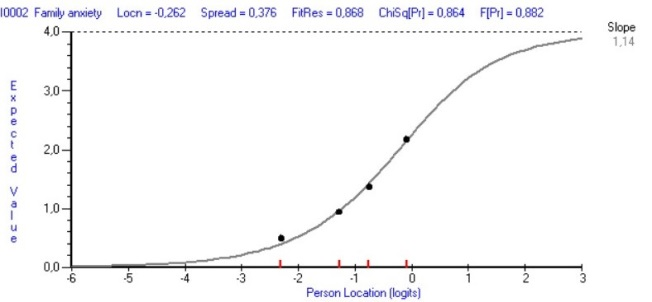 I0002 Family anxiety Locn = -0,262 Spread = 0,376 FitRes = 0,868 ChiSq[Pr] = 0,864 F[Pr] = 0,882
Slope
1,14
Expected Value
4,0
3,0
2,0
1,0
0,0
-6 -5 -4 -3 -2 -1 0 1 2 3
Person Location (logits)